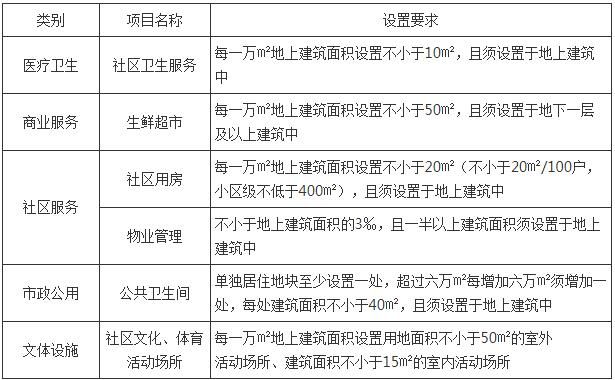 类别 项目名称 设置要求
医疗卫生 社区卫生服务 每一万㎡地上建筑面积设置不小于10㎡，且须设置于地上建筑
中
商业服务 生鲜超市 每一万㎡地上建筑面积设置不小于50㎡，且须设置于地下一层
及以上建筑中
社区服务 社区用房 每一万㎡地上建筑面积设置不小于20㎡（不小于20㎡/100户，
小区级不低于400㎡），且须设置于地上建筑中
物业管理 不小于地上建筑面积的3‰，且一半以上建筑面积须设置于地上
建筑中
市政公用 公共卫生间 单独居住地块至少设置一处，超过六万㎡每增加六万㎡须增加一
处，每处建筑面积不小于40㎡，且须设置于地上建筑中
文体设施 社区文化、体育 每一万㎡地上建筑面积设置用地面积不小于50㎡的室外
活动场所 活动场所、建筑面积不小于15㎡的室内活动场所